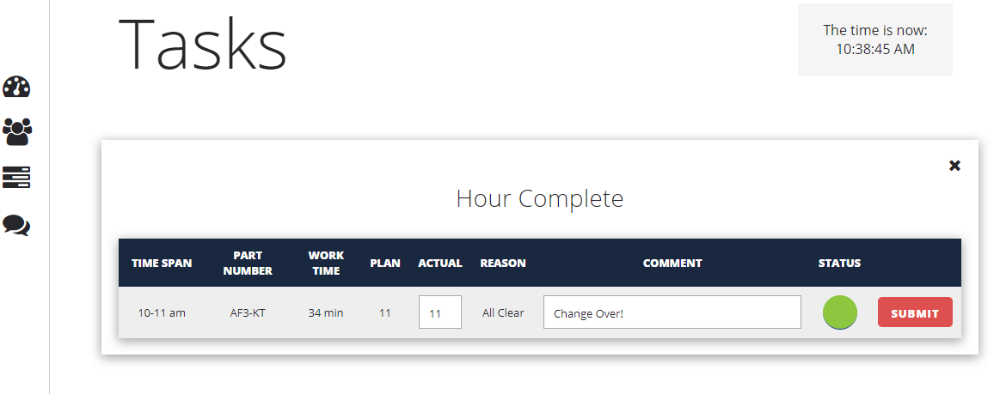 Tasks
The time is now:
10:38:45 AM
Hour Complete
TIME SPAN PART NUMBER WORK TIME PLAN ACTUAL REASON COMMENT STATUS
10-11 am AF3-KT 34 min 11 11 All Clear Change Over! SUBMIT